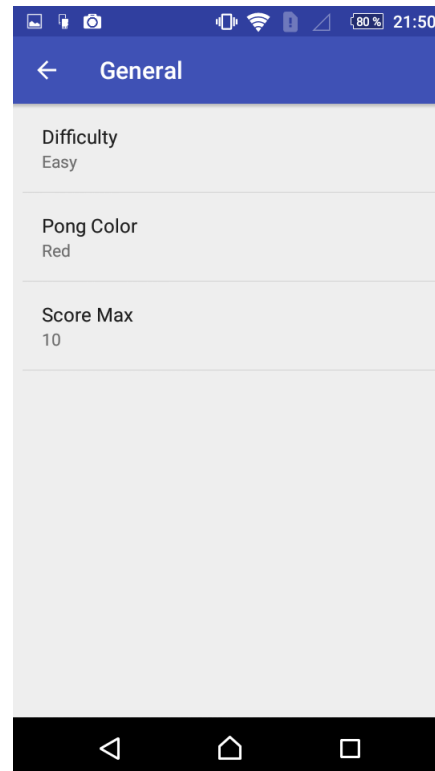 80 % 21:50
General
Difficulty
Easy
Pong Color
Red
Score Max
10